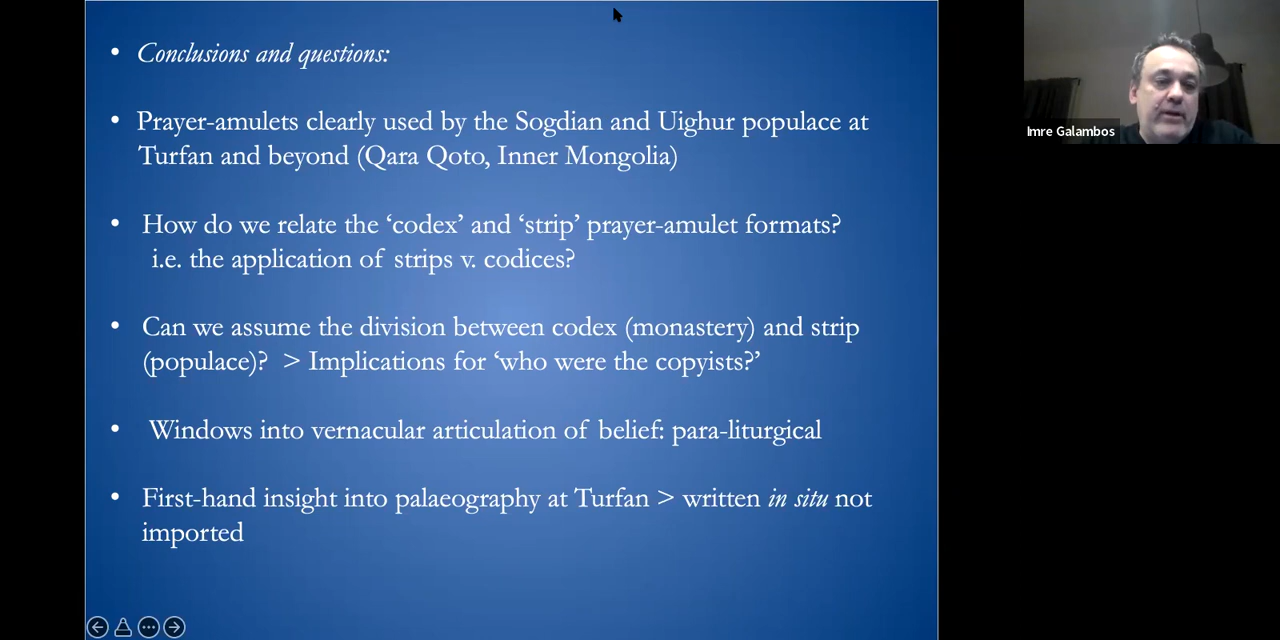 Conclusions and questions:
Prayer-amulets clearly used by the Sogdian and Uighur populace at
Turfan and beyond (Qara Qoto, Inner Mongolia)
How do we relate the ‘codex’ and ‘strip’ prayer-amulet formats?
i.e. the application of strips v. codices?
Can we assume the division between codex (monastery) and strip
(populace)? > Implications for ‘who were the copyists?’
Windows into vernacular articulation of belief: para-liturgical
First-hand insight into palaeography at Turfan > written in situ not
imported
Imre Galambos